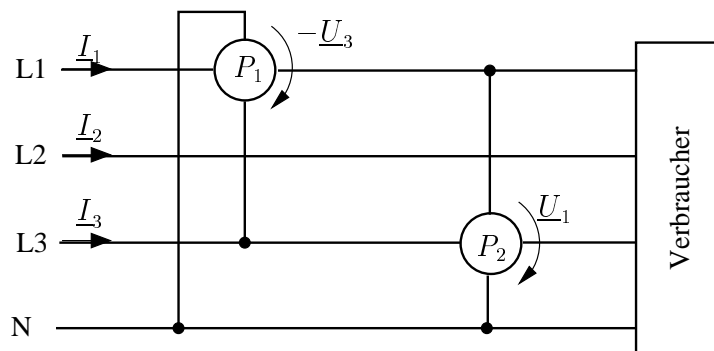 −U₃
I₁
L1
P₁
I₂
L2
I₃
U₁
L3
P₂
Verbraucher
N